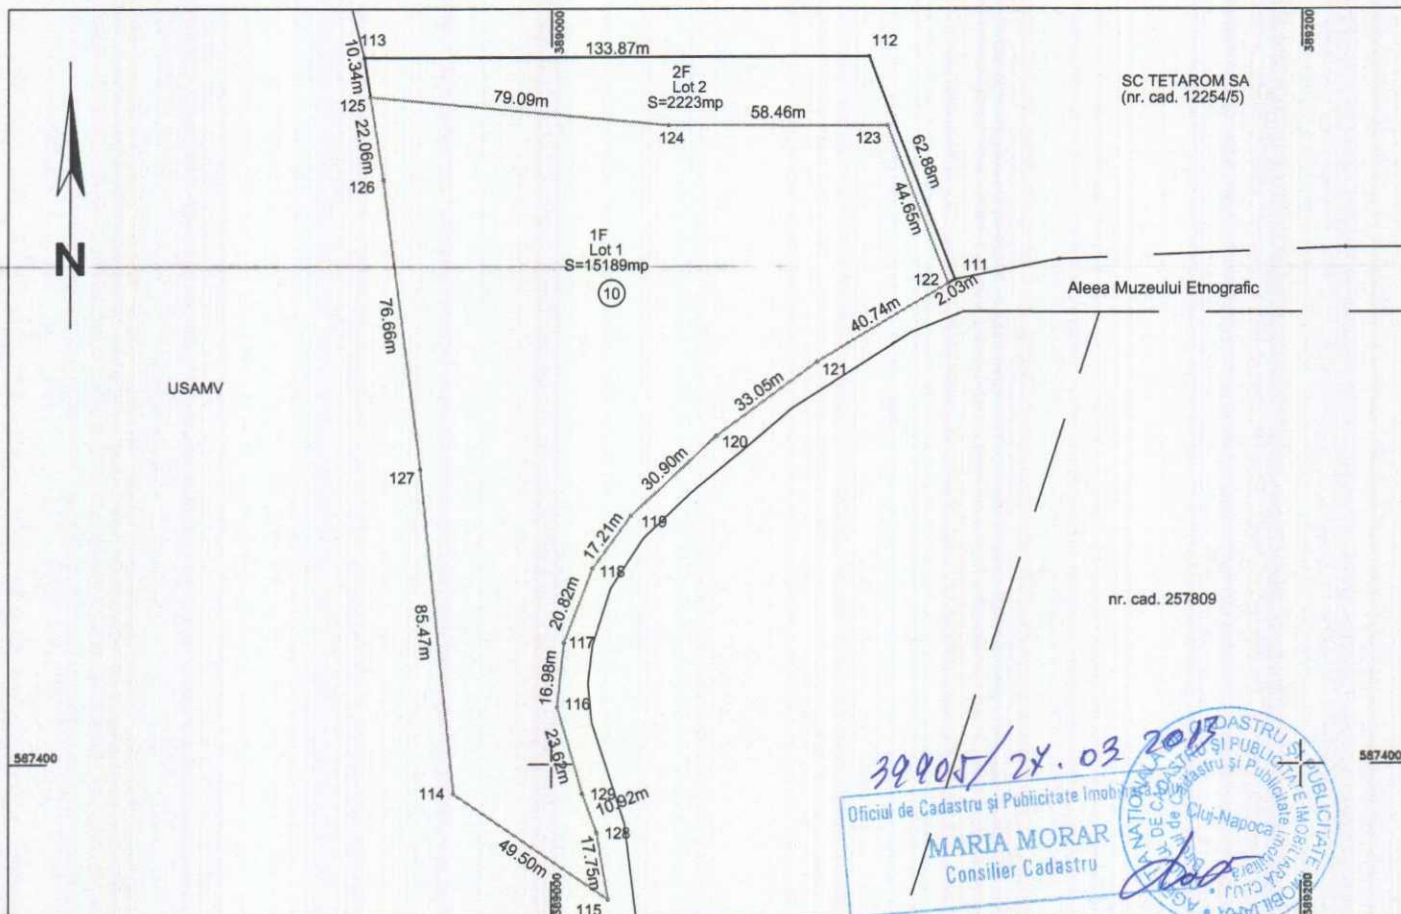 113
389000
112
389200
133.87m
10.34m
2F
Lot 2
S=2223mp
SC TETAROM SA
(nr. cad. 12254/5)
125
79.09m
58.46m
124
123
22.06m
62.88m
126
44.65m
1F
Lot 1
S=15189mp
10
N
122
111
2.03m
Aleea Muzeului Etnografic
40.74m
76.66m
121
USAMV
33.05m
120
30.90m
127
119
17.21m
118
20.82m
nr. cad. 257809
85.47m
117
16.98m
116
23.62m
587400
587400
114
129
10.92m
128
49.50m
17.75m
115
389000
389200
39905/27.03 2013
Oficiul de Cadastru și Publicitate Imobiliară Cluj
MARIA MORAR
Consilier Cadastru
Cluj-Napoca